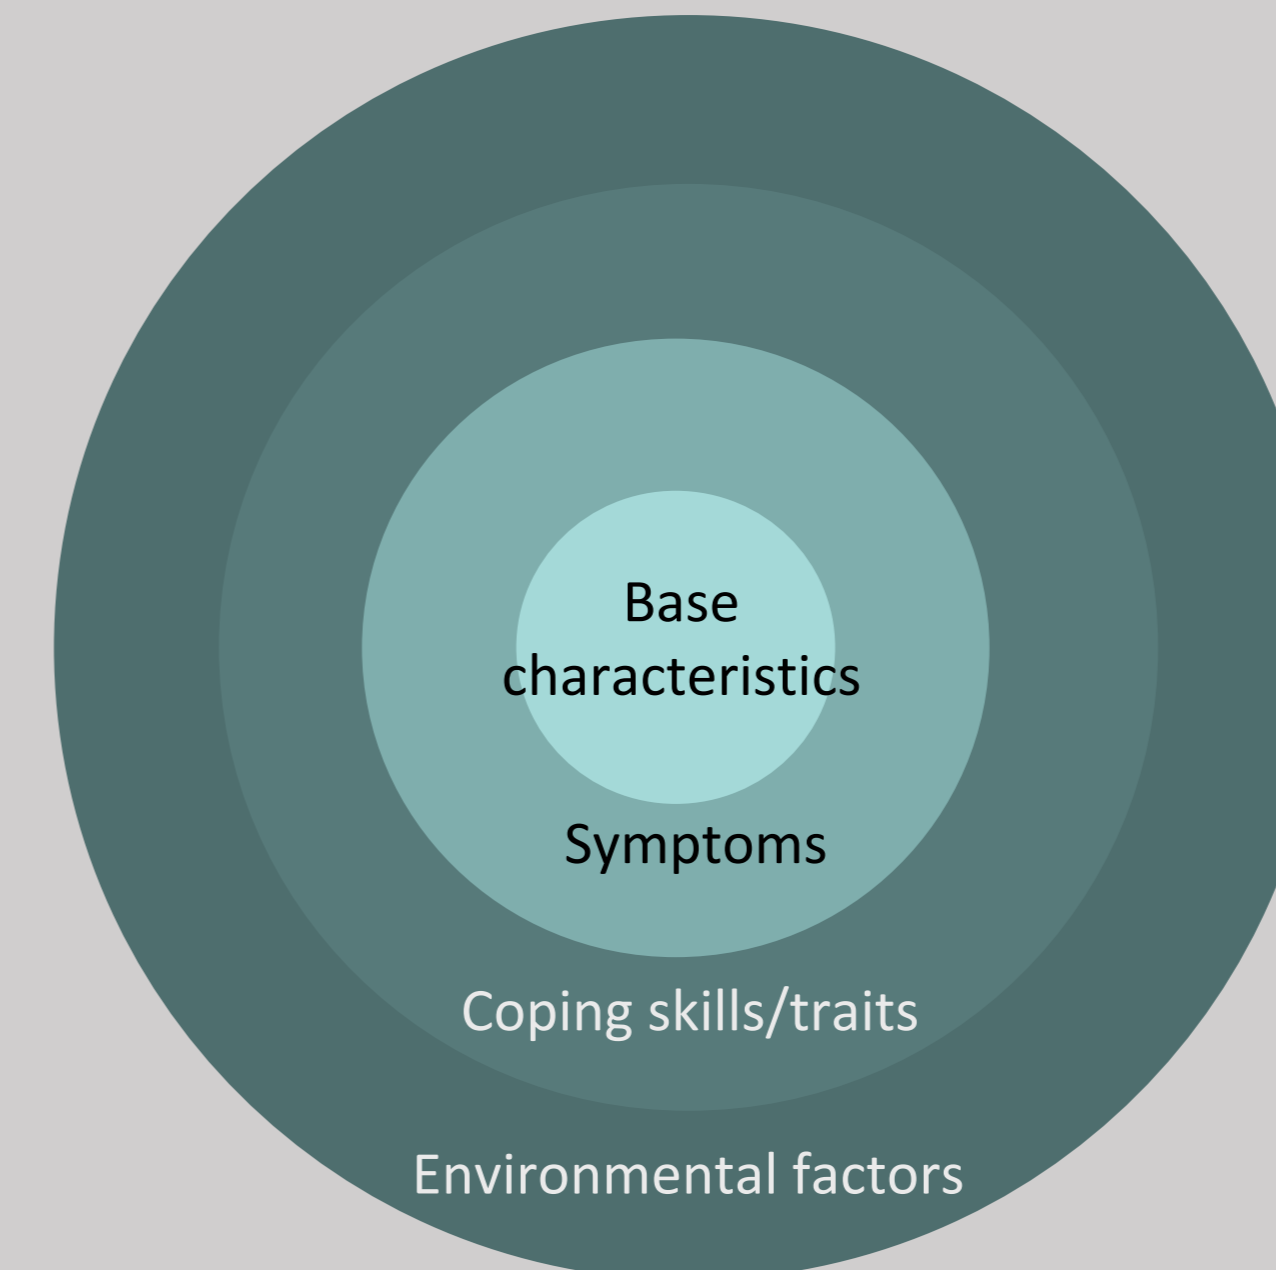 Base
characteristics
Symptoms
Coping skills/traits
Environmental factors